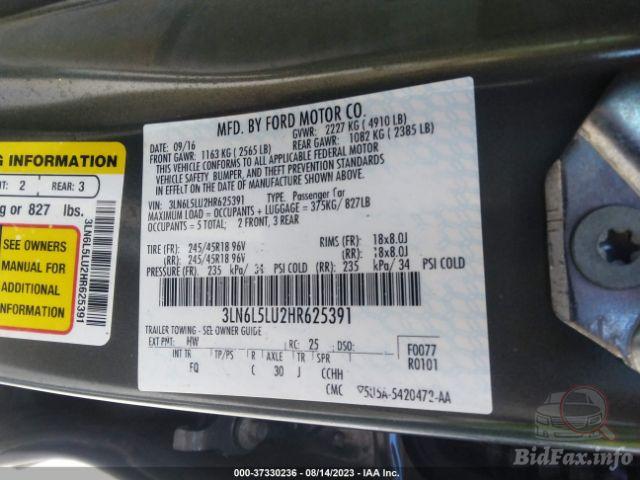 MFD. BY FORD MOTOR CO.
DATE: 09/16 GVWR: 2227 KG ( 4910 LB)
FRONT GAWR: 1163 KG ( 2565 LB) REAR GAWR: 1082 KG ( 2385 LB)
THIS VEHICLE CONFORMS TO ALL APPLICABLE FEDERAL MOTOR
VEHICLE SAFETY BUMPER, AND THEFT PREVENTION STANDARDS
IN EFFECT ON THE DATE OF MANUFACTURE SHOWN ABOVE.
VIN: 3LN6L5LU2HR625391 TYPE: Passenger Car
MAXIMUM LOAD = OCCUPANTS + LUGGAGE = 375KG/827LB
OCCUPANTS = 5 TOTAL; 2 FRONT, 3 REAR
TIRE (FR): 245/45R18 96V RIMS (FR): 18x8.0J
(RR): 245/45R18 96V (RR): 18x8.0J
PRESSURE (FR): 235 kPa/ 34 PSI COLD (RR): 235 kPa/ 34 PSI COLD
3LN6L5LU2HR625391
TRAILER TOWING - SEE OWNER GUIDE
EXT PNT: HW RC: 25 DSO: F0077
INT TR TP/PS R AXLE TR SPR R0101
FQ C 30 J CCHH
CMC 5U5A-5420472-AA
G INFORMATION
NT: 2 REAR: 3
g or 827 lbs.
SEE OWNERS
MANUAL FOR
ADDITIONAL
INFORMATION
3LN6L5LU2HR625391
000-37330236 - 08/14/2023 - IAA Inc.
BidFax.info